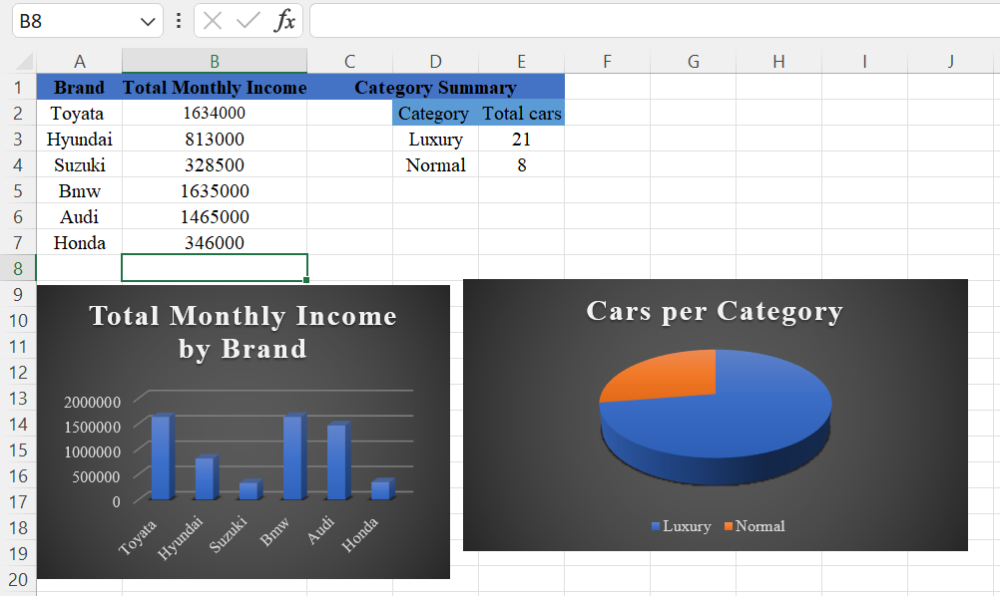 B8
fx
A B C D E F G H I J
1 Brand Total Monthly Income Category Summary
2 Toyata 1634000 Category Total cars
3 Hyundai 813000 Luxury 21
4 Suzuki 328500 Normal 8
5 Bmw 1635000
6 Audi 1465000
7 Honda 346000
8
9
10
11
12
13
14
15
16
17
18
19
20
Total Monthly Income
by Brand
2000000
1500000
1000000
500000
0
Toyata Hyundai Suzuki Bmw Audi Honda
Cars per Category
Luxury Normal